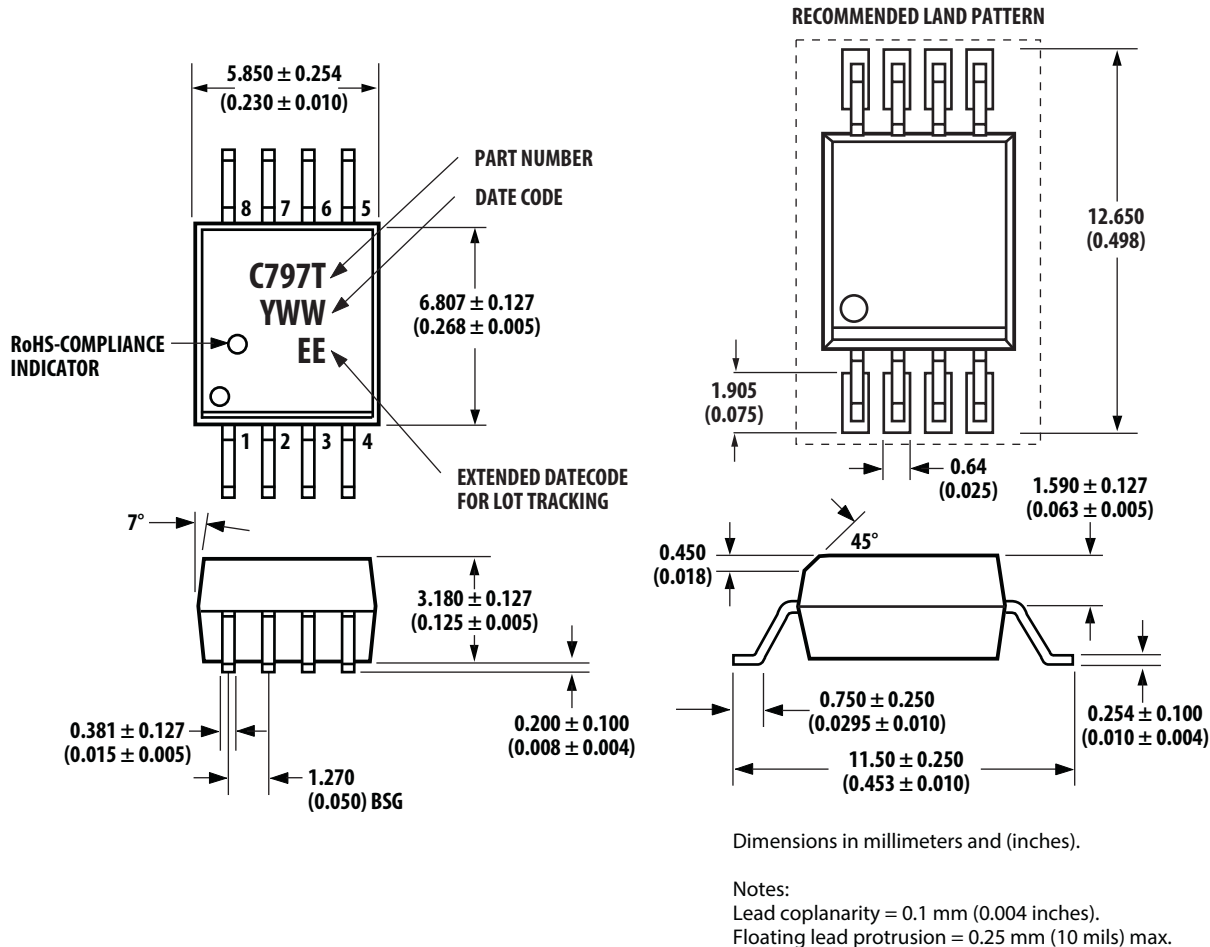 RECOMMENDED LAND PATTERN
5.850 ± 0.254
(0.230 ± 0.010)
PART NUMBER
DATE CODE
8 7 6 5
12.650
(0.498)
C797T
YWW
EE
6.807 ± 0.127
(0.268 ± 0.005)
RoHS-COMPLIANCE
INDICATOR
1.905
(0.075)
1 2 3 4
EXTENDED DATECODE
FOR LOT TRACKING
0.64
(0.025)
1.590 ± 0.127
(0.063 ± 0.005)
7°
45°
0.450
(0.018)
3.180 ± 0.127
(0.125 ± 0.005)
0.381 ± 0.127
(0.015 ± 0.005)
0.200 ± 0.100
(0.008 ± 0.004)
0.750 ± 0.250
(0.0295 ± 0.010)
0.254 ± 0.100
(0.010 ± 0.004)
1.270
(0.050) BSG
11.50 ± 0.250
(0.453 ± 0.010)
Dimensions in millimeters and (inches).
Notes:
Lead coplanarity = 0.1 mm (0.004 inches).
Floating lead protrusion = 0.25 mm (10 mils) max.